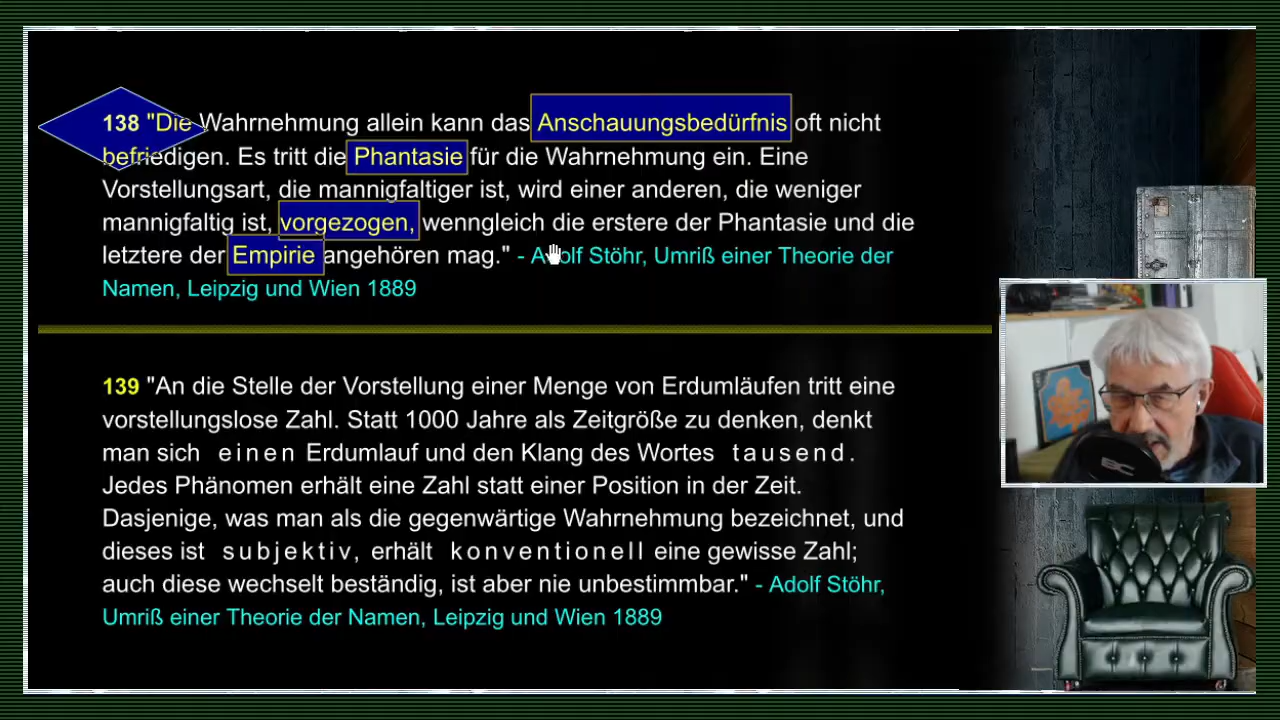 138 "Die Wahrnehmung allein kann das Anschauungsbedürfnis oft nicht
befriedigen. Es tritt die Phantasie für die Wahrnehmung ein. Eine
Vorstellungsart, die mannigfaltiger ist, wird einer anderen, die weniger
mannigfaltig ist, vorgezogen, wenngleich die erstere der Phantasie und die
letztere der Empirie angehören mag." - Adolf Stöhr, Umriß einer Theorie der
Namen, Leipzig und Wien 1889
139 "An die Stelle der Vorstellung einer Menge von Erdumläufen tritt eine
vorstellungslose Zahl. Statt 1000 Jahre als Zeitgröße zu denken, denkt
man sich einen Erdumlauf und den Klang des Wortes tausend.
Jedes Phänomen erhält eine Zahl statt einer Position in der Zeit.
Dasjenige, was man als die gegenwärtige Wahrnehmung bezeichnet, und
dieses ist subjektiv, erhält konventionell eine gewisse Zahl;
auch diese wechselt beständig, ist aber nie unbestimmbar." - Adolf Stöhr,
Umriß einer Theorie der Namen, Leipzig und Wien 1889